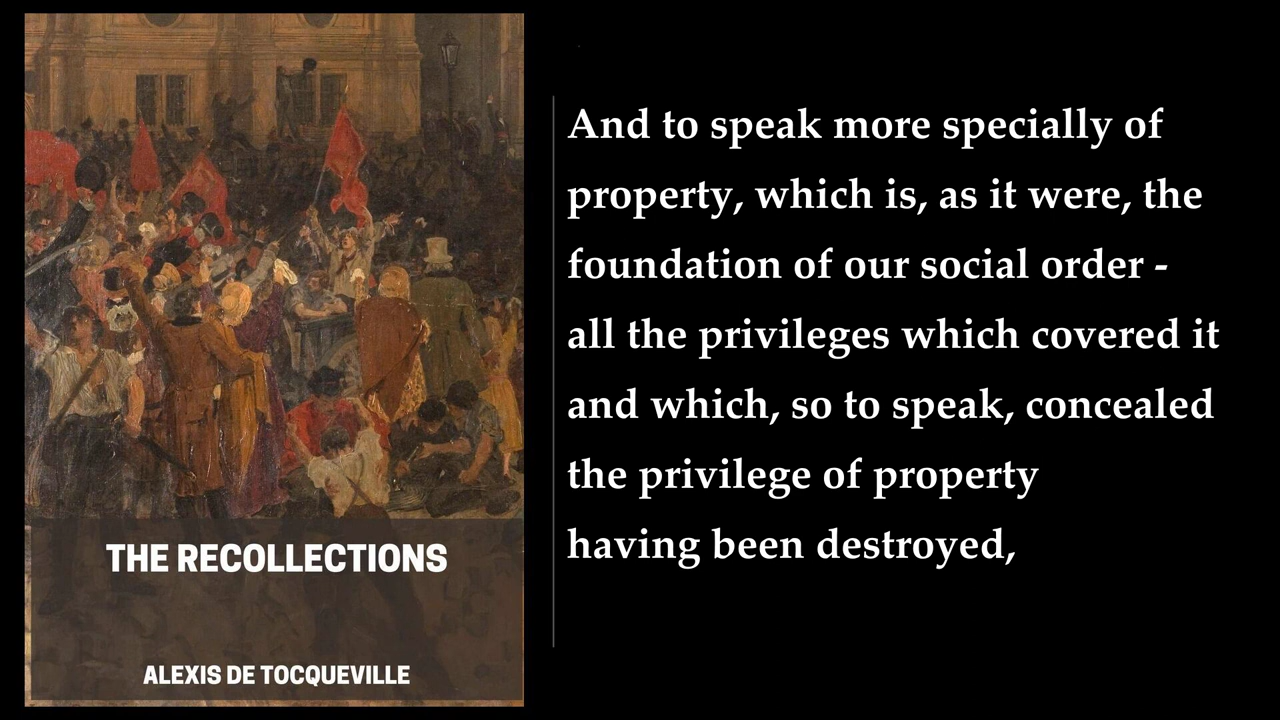 THE RECOLLECTIONS
ALEXIS DE TOCQUEVILLE
And to speak more specially of
property, which is, as it were, the
foundation of our social order -
all the privileges which covered it
and which, so to speak, concealed
the privilege of property
having been destroyed,